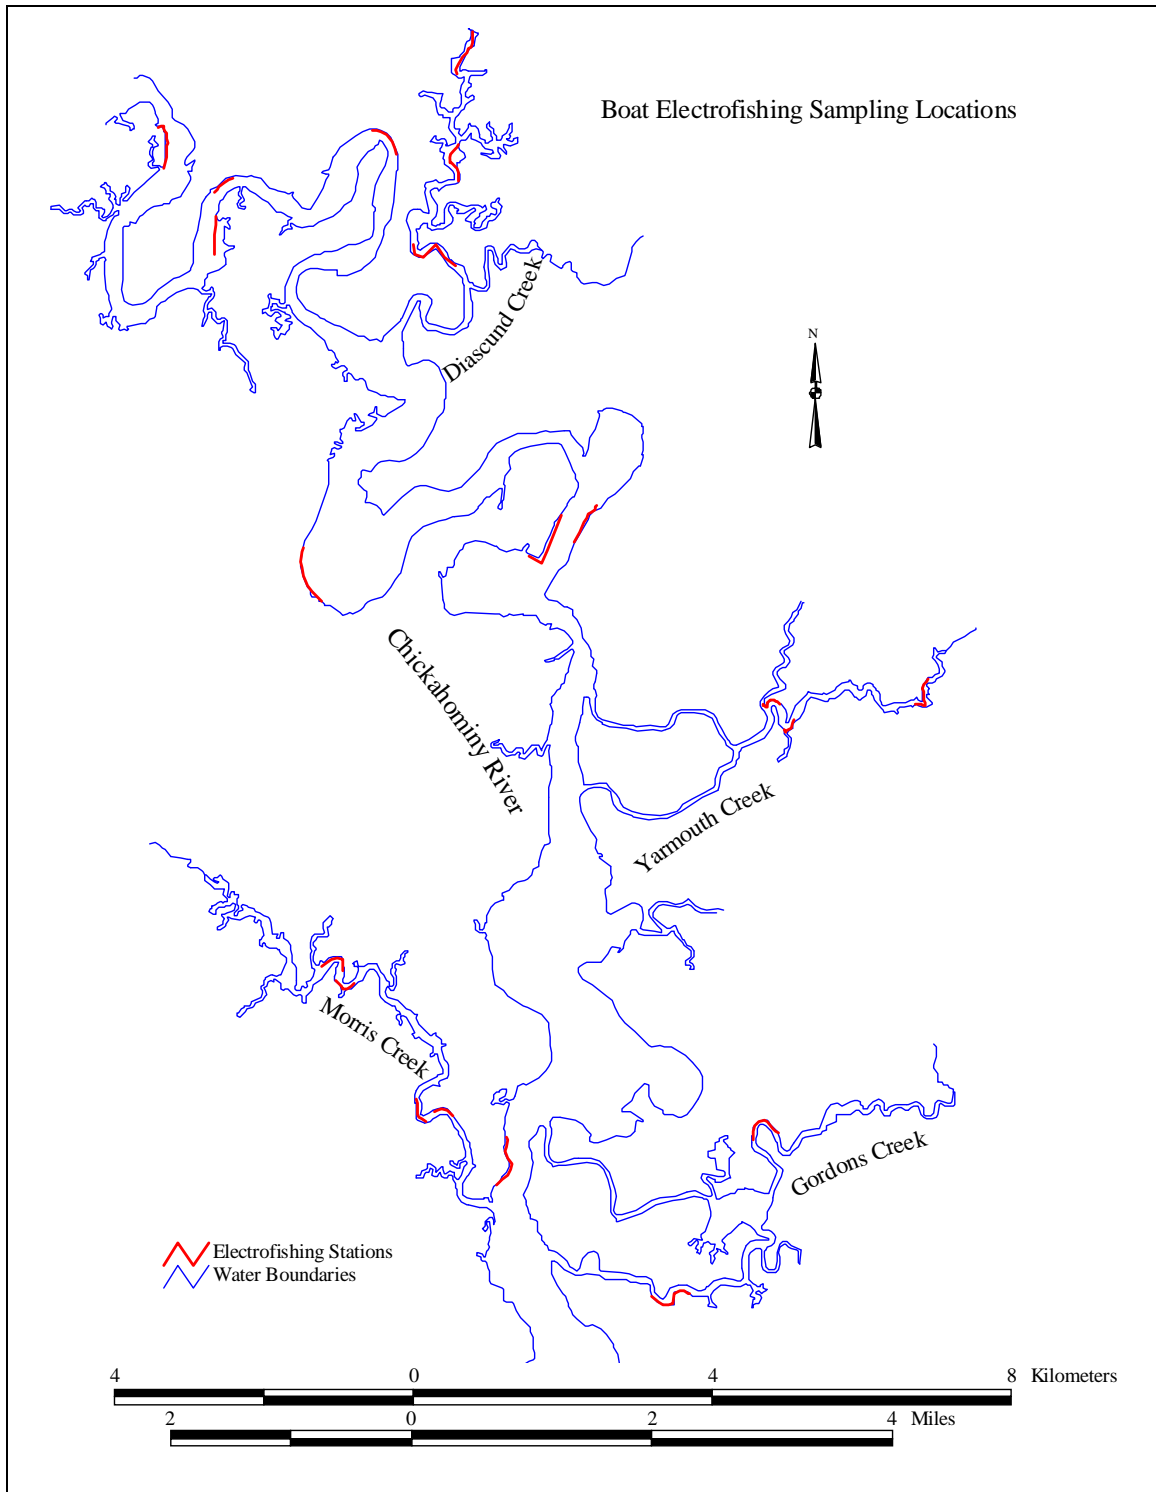 Boat Electrofishing Sampling Locations
Diascund Creek
N
Chickahominy River
Yarmouth Creek
Morris Creek
Gordons Creek
Electrofishing Stations
Water Boundaries
4 0 4 8 Kilometers
2 0 2 4 Miles